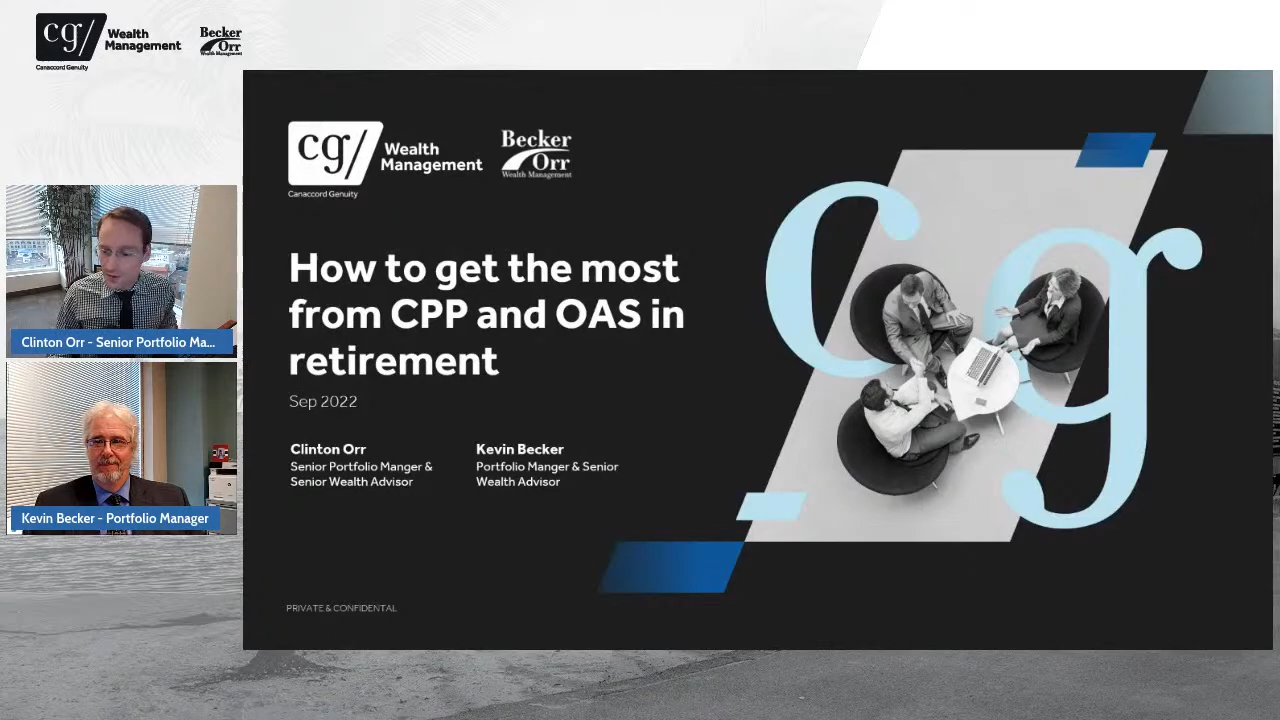 cg/ Wealth
Management
Canaccord Genuity
Becker
Orr
Wealth Management
cg/ Wealth
Management
Canaccord Genuity
Becker
Orr
Wealth Management
How to get the most
from CPP and OAS in
retirement
Sep 2022
Clinton Orr
Senior Portfolio Manger &
Senior Wealth Advisor
Kevin Becker
Portfolio Manger & Senior
Wealth Advisor
PRIVATE & CONFIDENTIAL
cg
Clinton Orr - Senior Portfolio Ma...
Kevin Becker - Portfolio Manager